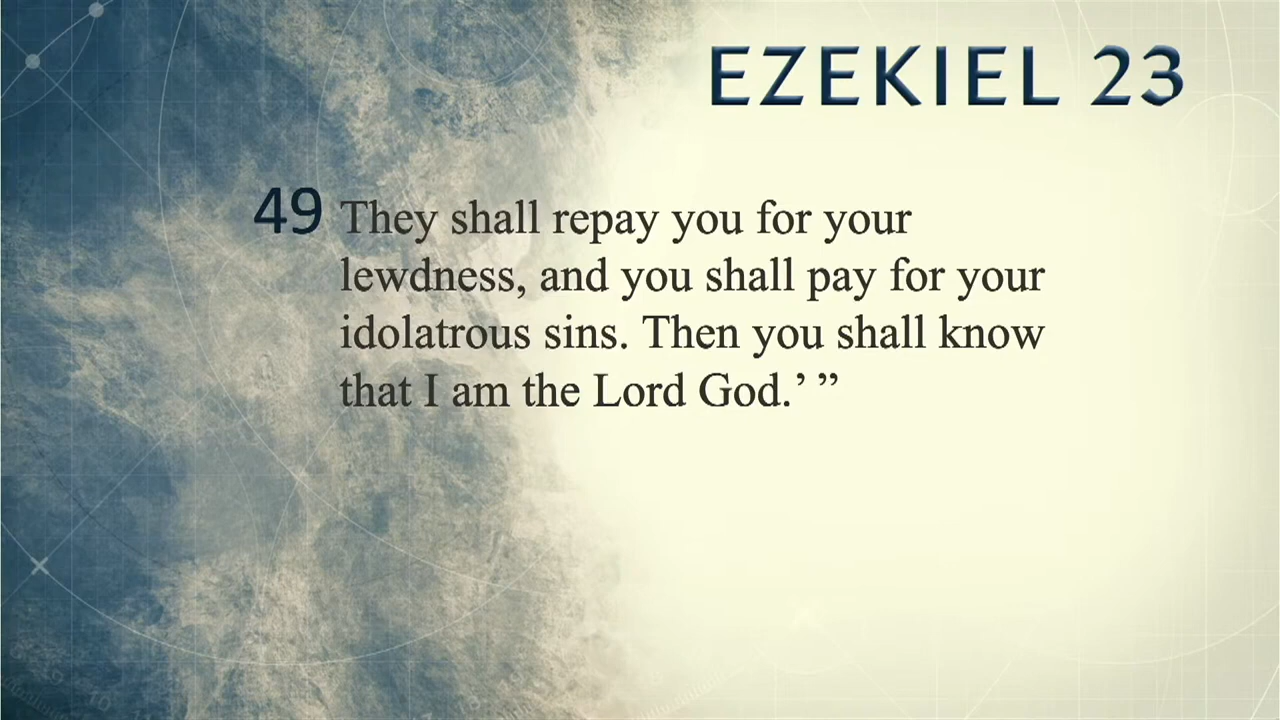 EZEKIEL 23
49 They shall repay you for your
lewdness, and you shall pay for your
idolatrous sins. Then you shall know
that I am the Lord God.’ ”